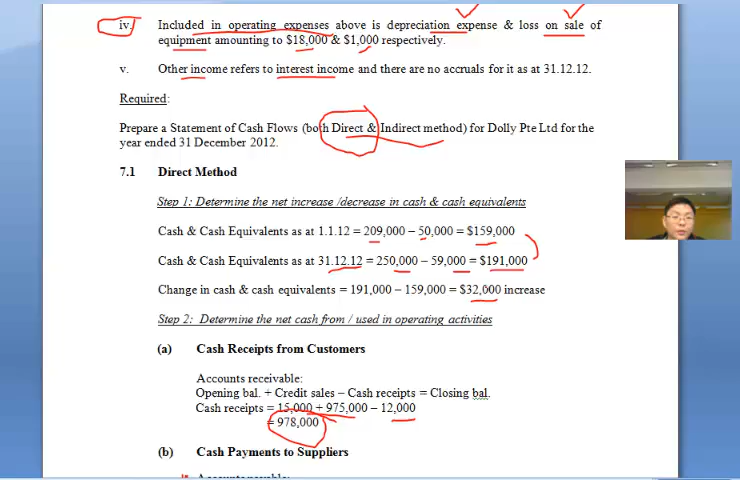 iv. Included in operating expenses above is depreciation expense & loss on sale of
equipment amounting to $18,000 & $1,000 respectively.
v. Other income refers to interest income and there are no accruals for it as at 31.12.12.
Required:
Prepare a Statement of Cash Flows (both Direct & Indirect method) for Dolly Pte Ltd for the
year ended 31 December 2012.
7.1 Direct Method
Step 1: Determine the net increase /decrease in cash & cash equivalents
Cash & Cash Equivalents as at 1.1.12 = 209,000 – 50,000 = $159,000
Cash & Cash Equivalents as at 31.12.12 = 250,000 – 59,000 = $191,000
Change in cash & cash equivalents = 191,000 – 159,000 = $32,000 increase
Step 2: Determine the net cash from / used in operating activities
(a) Cash Receipts from Customers
Accounts receivable:
Opening bal. + Credit sales – Cash receipts = Closing bal.
Cash receipts = 15,000 + 975,000 – 12,000
= 978,000
(b) Cash Payments to Suppliers